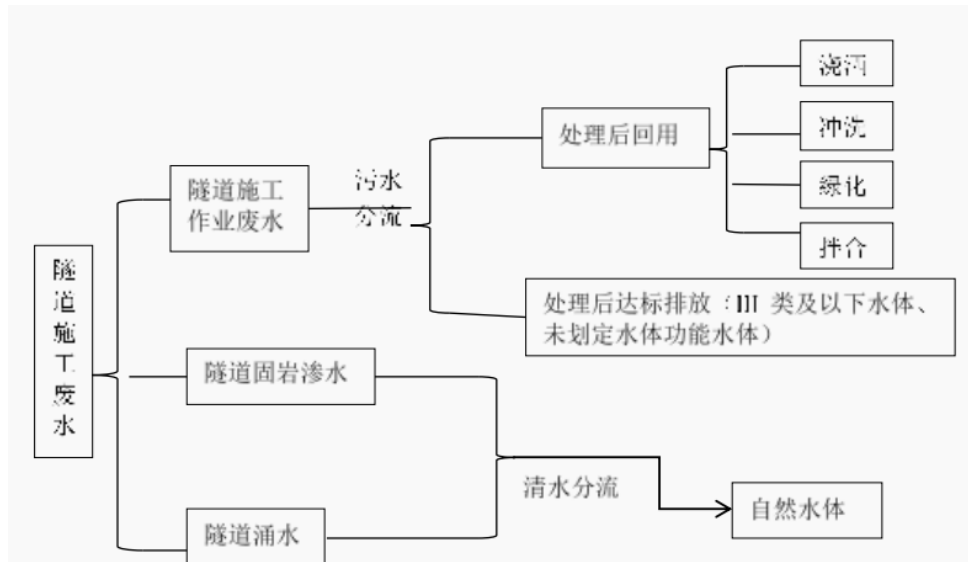 隧道施工废水
隧道施工
作业废水
污水
分流
处理后回用
浇洒
冲洗
绿化
拌合
处理后达标排放（III 类及以下水体、
未划定水体功能水体）
隧道固岩渗水
隧道涌水
清水分流
自然水体